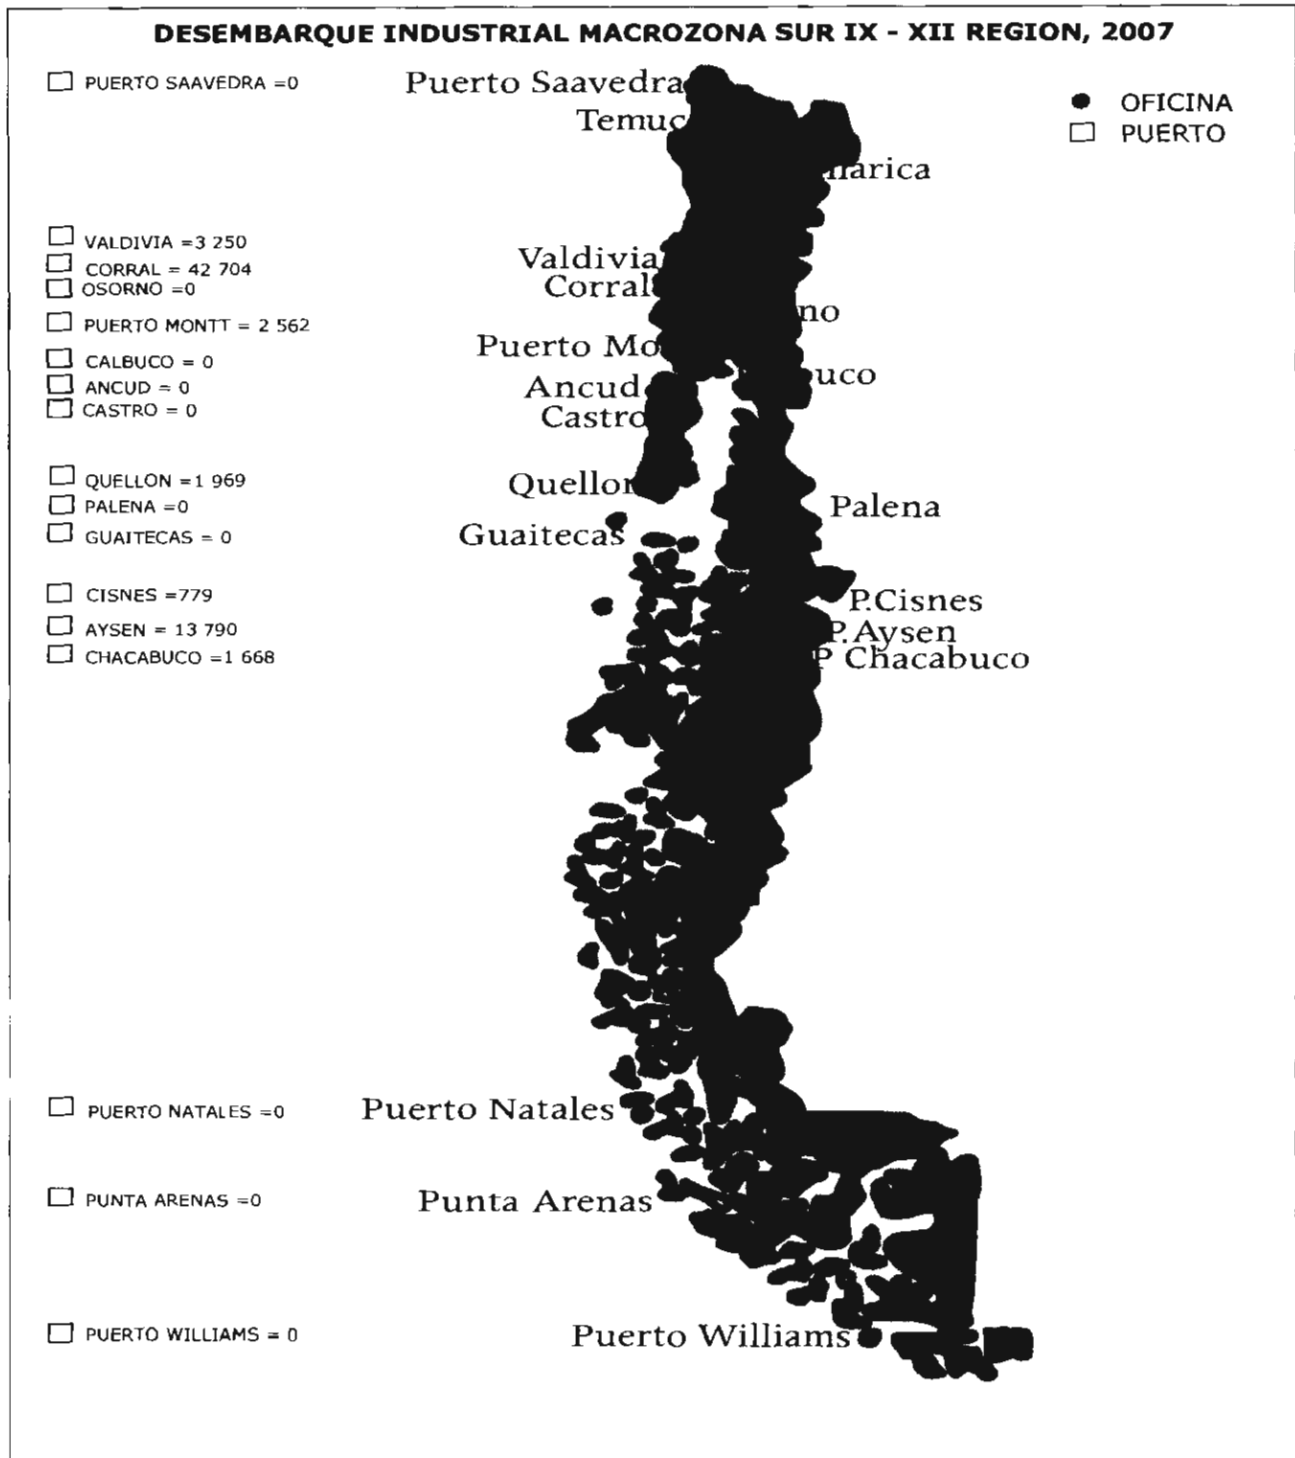 DESEMBARQUE INDUSTRIAL MACROZONA SUR IX - XII REGION, 2007
PUERTO SAAVEDRA =0
Puerto Saavedra
OFICINA
Temuc
PUERTO
marica
VALDIVIA =3 250
Valdivia
CORRAL = 42 704
Corral
OSORNO =0
no
PUERTO MONTT = 2 562
Puerto Mo
CALBUCO = 0
uco
ANCUD = 0
Ancud
CASTRO = 0
Castro
QUELLON =1 969
Quellon
PALENA =0
Palena
GUAITECAS = 0
Guaitecas
CISNES =779
P.Cisnes
AYSEN = 13 790
P.Aysen
CHACABUCO =1 668
P Chacabuco
PUERTO NATALES =0
Puerto Natales
PUNTA ARENAS =0
Punta Arenas
PUERTO WILLIAMS = 0
Puerto Williams